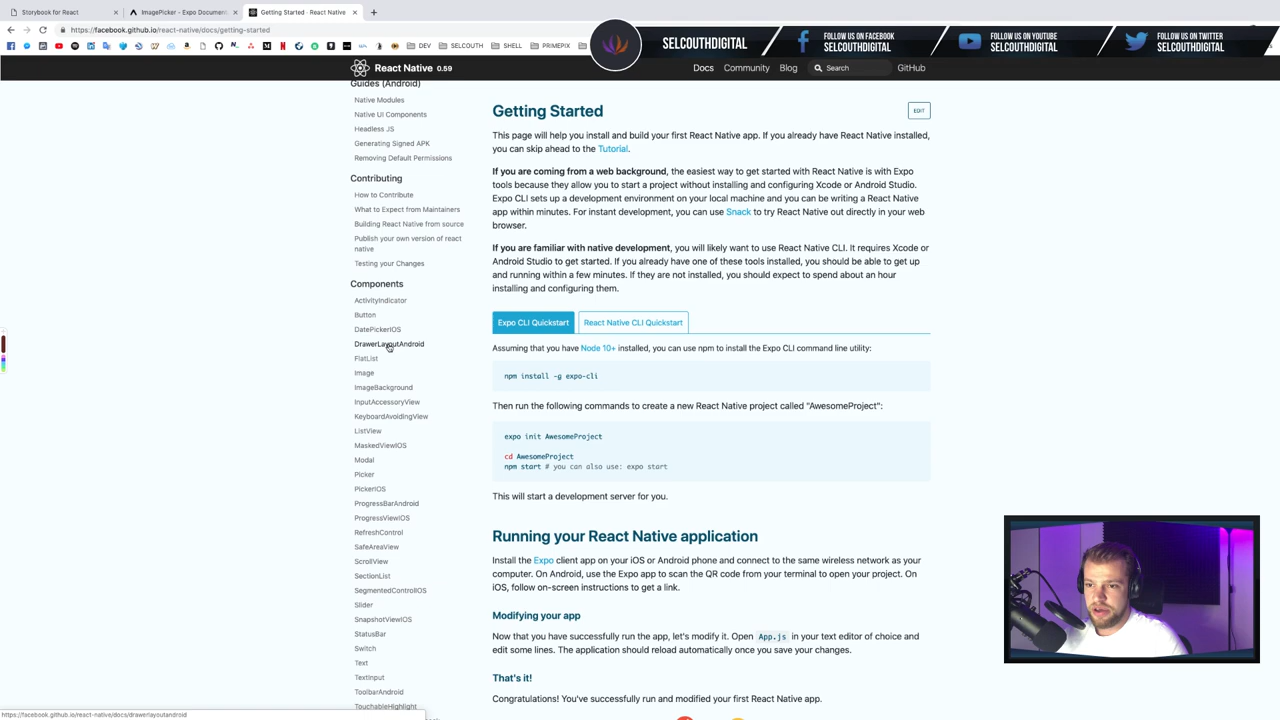 Storybook for React
ImagePicker - Expo Document
Getting Started · React Native
https://facebook.github.io/react-native/docs/getting-started
DEV
SELCOUTH
SHELL
PRIMEPIX
SELCOUTHDIGITAL
FOLLOW US ON FACEBOOK
SELCOUTHDIGITAL
FOLLOW US ON YOUTUBE
SELCOUTHDIGITAL
FOLLOW US ON TWITTER
SELCOUTHDIGITAL
React Native 0.59
Docs
Community
Blog
Search
GitHub
Guides (Android)
Native Modules
Native UI Components
Headless JS
Generating Signed APK
Removing Default Permissions
Contributing
How to Contribute
What to Expect from Maintainers
Building React Native from source
Publish your own version of react
native
Testing your Changes
Components
ActivityIndicator
Button
DatePickerIOS
DrawerLayoutAndroid
FlatList
Image
ImageBackground
InputAccessoryView
KeyboardAvoidingView
ListView
MaskedViewIOS
Modal
Picker
PickerIOS
ProgressBarAndroid
ProgressViewIOS
RefreshControl
SafeAreaView
ScrollView
SectionList
SegmentedControlIOS
Slider
SnapshotViewIOS
StatusBar
Switch
Text
TextInput
ToolbarAndroid
TouchableHighlight
Getting Started
EDIT
This page will help you install and build your first React Native app. If you already have React Native installed,
you can skip ahead to the Tutorial.
If you are coming from a web background, the easiest way to get started with React Native is with Expo
tools because they allow you to start a project without installing and configuring Xcode or Android Studio.
Expo CLI sets up a development environment on your local machine and you can be writing a React Native
app within minutes. For instant development, you can use Snack to try React Native out directly in your web
browser.
If you are familiar with native development, you will likely want to use React Native CLI. It requires Xcode or
Android Studio to get started. If you already have one of these tools installed, you should be able to get up
and running within a few minutes. If they are not installed, you should expect to spend about an hour
installing and configuring them.
Expo CLI Quickstart
React Native CLI Quickstart
Assuming that you have Node 10+ installed, you can use npm to install the Expo CLI command line utility:
npm install -g expo-cli
Then run the following commands to create a new React Native project called "AwesomeProject":
expo init AwesomeProject
cd AwesomeProject
npm start # you can also use: expo start
This will start a development server for you.
Running your React Native application
Install the Expo client app on your iOS or Android phone and connect to the same wireless network as your
computer. On Android, use the Expo app to scan the QR code from your terminal to open your project. On
iOS, follow on-screen instructions to get a link.
Modifying your app
Now that you have successfully run the app, let's modify it. Open App.js in your text editor of choice and
edit some lines. The application should reload automatically once you save your changes.
That's it!
Congratulations! You've successfully run and modified your first React Native app.
https://facebook.github.io/react-native/docs/drawerlayoutandroid